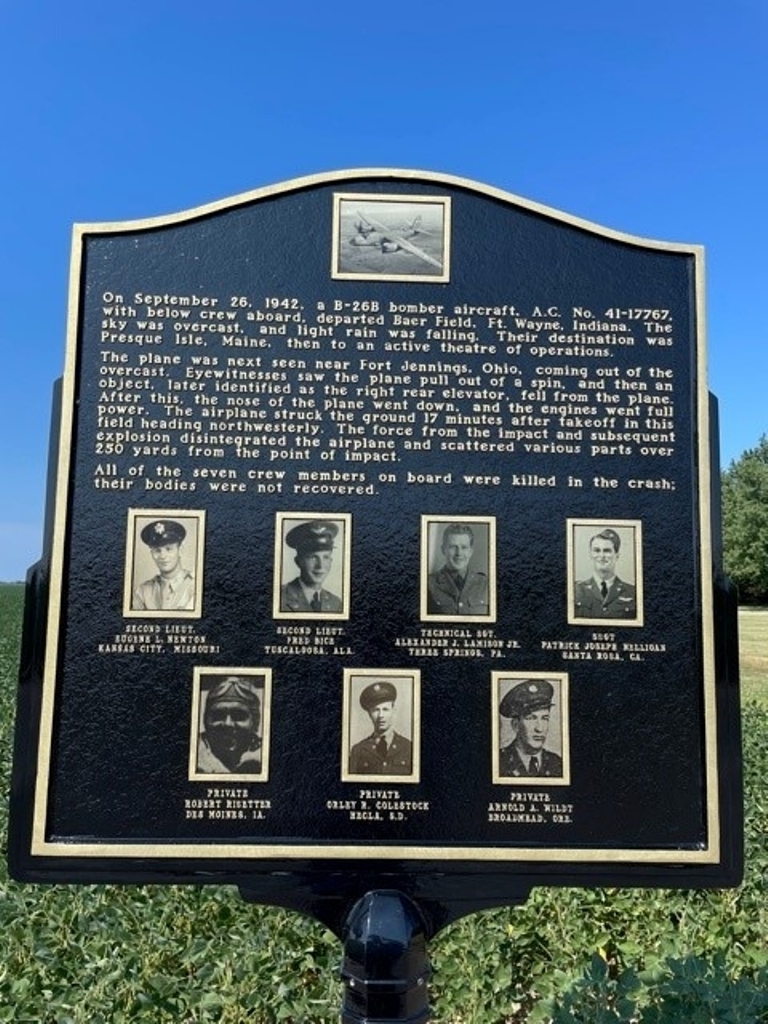 On September 26, 1942, a B-26B bomber aircraft, A.C. No. 41-17767,
with below crew aboard, departed Baer Field, Ft. Wayne, Indiana. The
sky was overcast, and light rain was falling. Their destination was
Presque Isle, Maine, then to an active theatre of operations.
The plane was next seen near Fort Jennings, Ohio, coming out of the
overcast. Eyewitnesses saw the plane pull out of a spin, and then an
object, later identified as the right rear elevator, fell from the plane.
After this, the nose of the plane went down, and the engines went full
power. The airplane struck the ground 17 minutes after takeoff in this
field heading northwesterly. The force from the impact and subsequent
explosion disintegrated the airplane and scattered various parts over
250 yards from the point of impact.
All of the seven crew members on board were killed in the crash;
their bodies were not recovered.
SECOND LIEUT.
EUGENE L. NEWTON
KANSAS CITY, MISSOURI
SECOND LIEUT.
FRED BICE
TUSCALOOSA, ALA.
TECHNICAL SGT.
ALEXANDER J. LAMISON JR.
THREE SPRINGS, PA.
SSGT
PATRICK JOSEPH NELLIGAN
SANTA ROSA, CA.
PRIVATE
ROBERT RISETTER
DES MOINES, IA.
PRIVATE
ORLEY R. COLESTOCK
HECLA, S.D.
PRIVATE
ARNOLD A. WILDT
BROADMEAD, ORE.